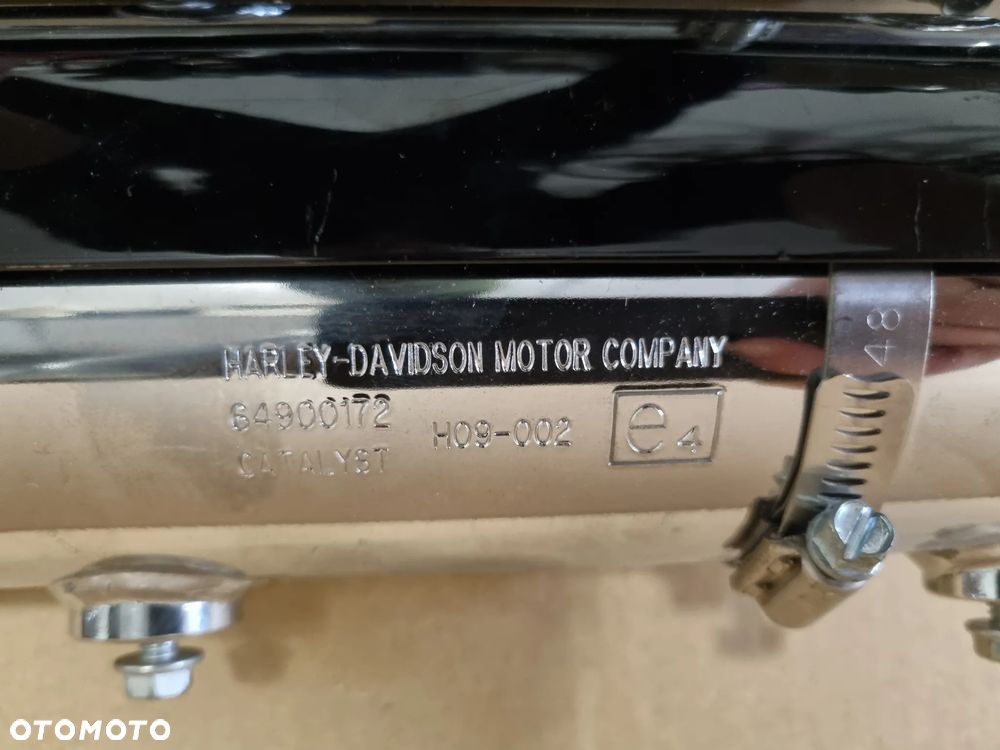 HARLEY-DAVIDSON MOTOR COMPANY
64900172 H09-002 e4
CATALYST
48
OTOMOTO